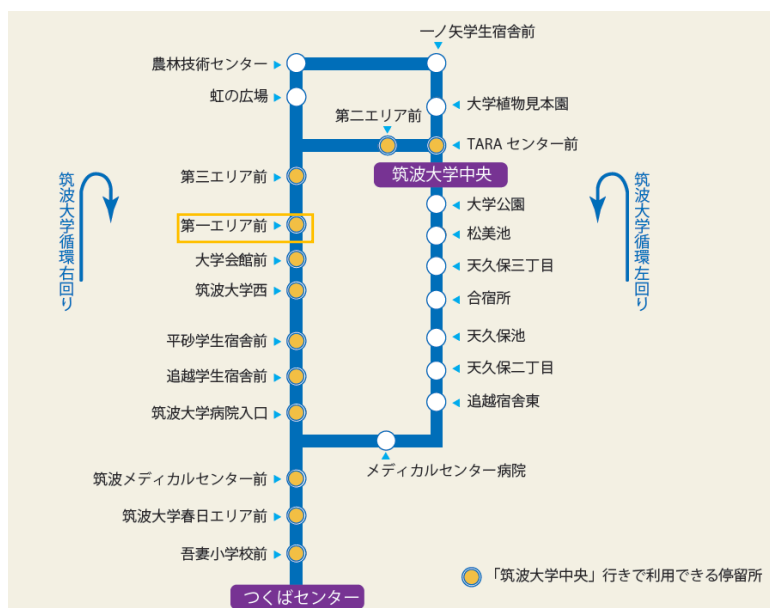 一ノ矢学生宿舎前
農林技術センター
虹の広場
大学植物見本園
第二エリア前
TARA センター前
筑波大学中央
第三エリア前
第一エリア前
大学会館前
筑波大学西
平砂学生宿舎前
追越学生宿舎前
筑波大学病院入口
大学公園
松美池
天久保三丁目
合宿所
天久保池
天久保二丁目
追越宿舎東
メディカルセンター病院
筑波メディカルセンター前
筑波大学春日エリア前
吾妻小学校前
つくばセンター
筑波大学循環右回り
筑波大学循環左回り
「筑波大学中央」行きで利用できる停留所